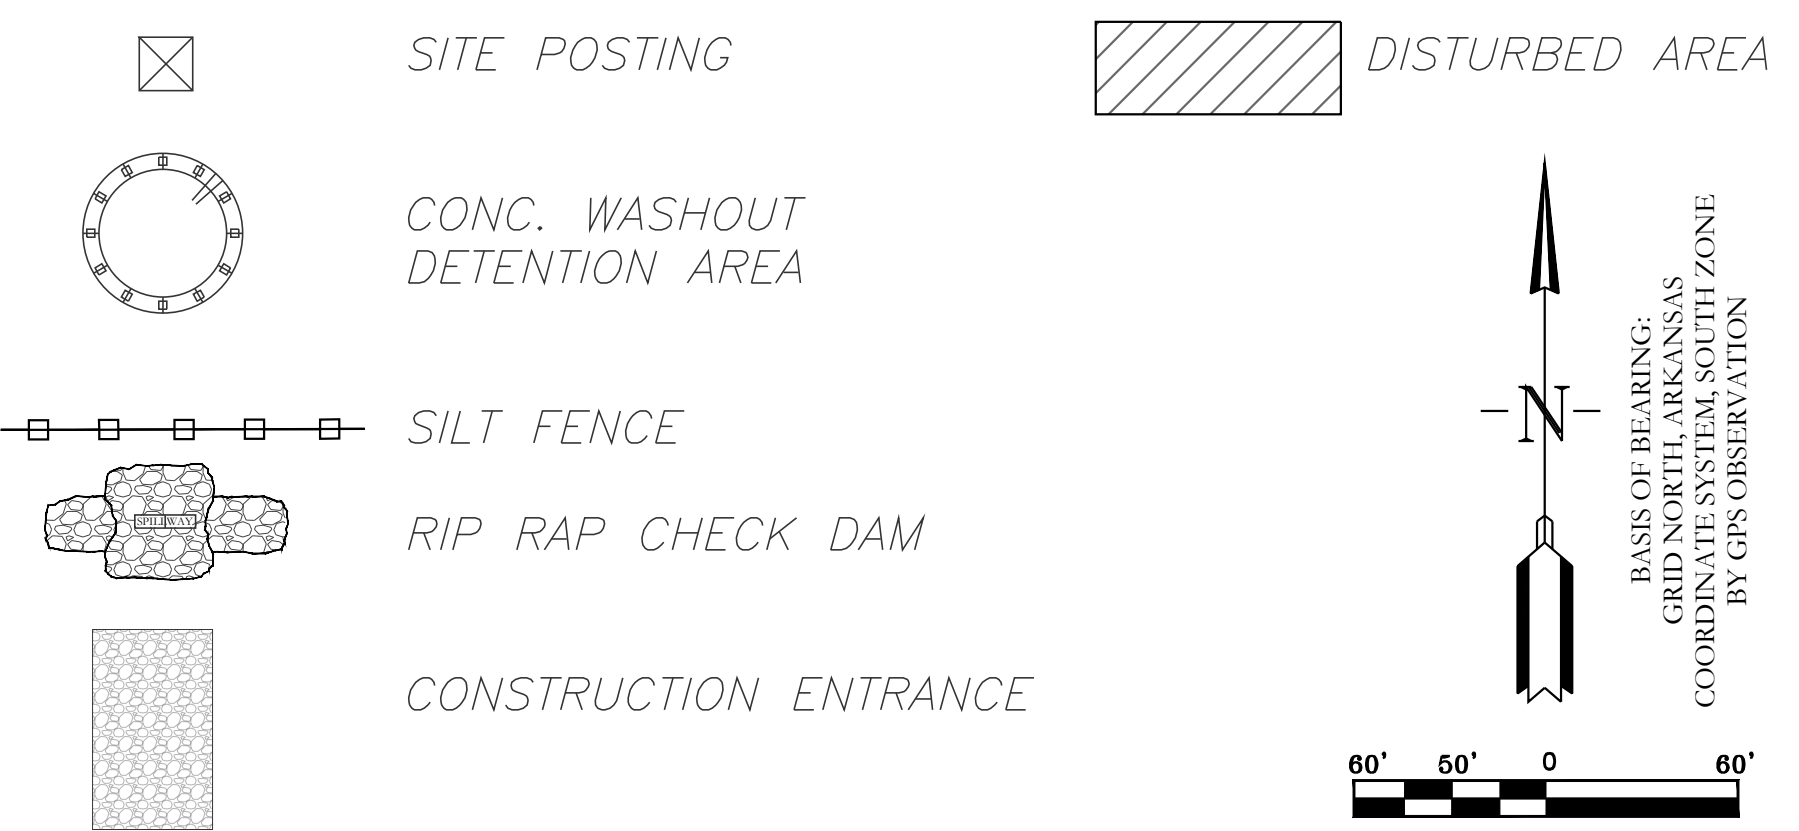 SITE POSTING
DISTURBED AREA
CONC. WASHOUT
DETENTION AREA
SILT FENCE
SPILLWAY
RIP RAP CHECK DAM
CONSTRUCTION ENTRANCE
N
BASIS OF BEARING:
GRID NORTH, ARKANSAS
COORDINATE SYSTEM, SOUTH ZONE
BY GPS OBSERVATION
60' 50' 0 60'